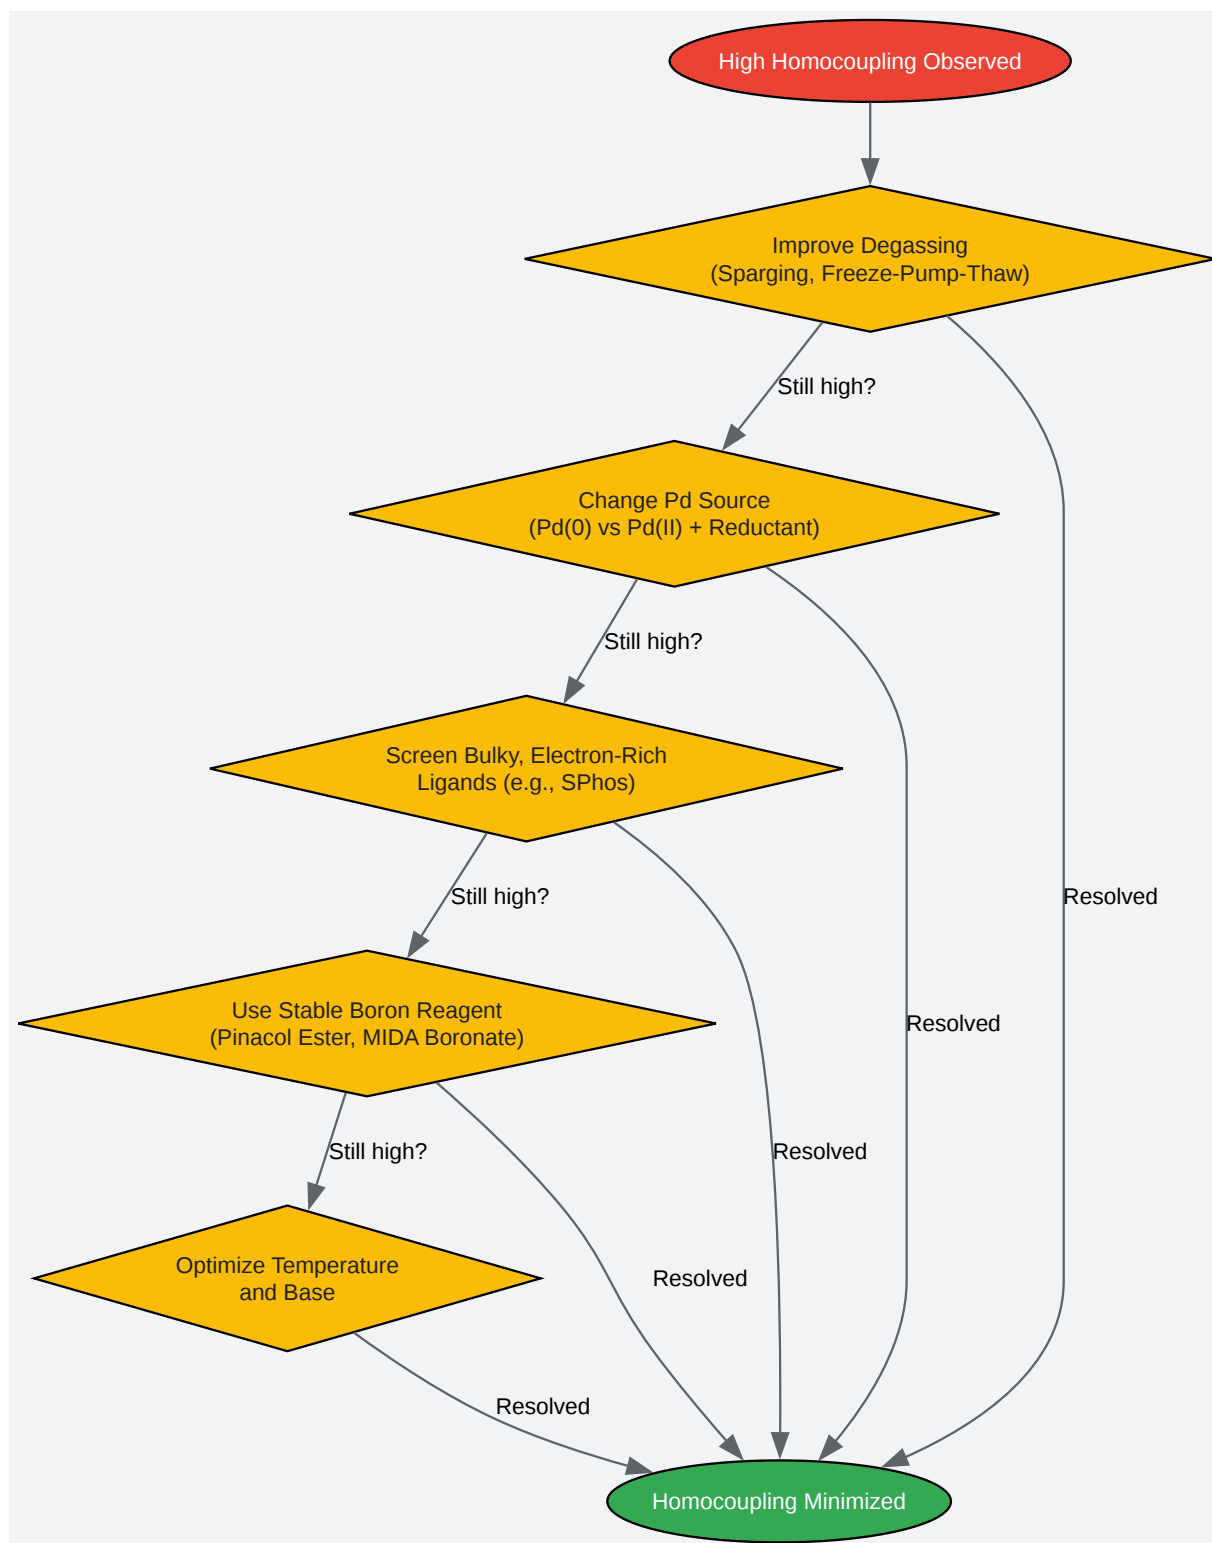 High Homocoupling Observed
Improve Degassing
(Sparging, Freeze-Pump-Thaw)
Still high?
Change Pd Source
(Pd(0) vs Pd(II) + Reductant)
Still high?
Screen Bulky, Electron-Rich
Ligands (e.g., SPhos)
Still high?
Resolved
Use Stable Boron Reagent
(Pinacol Ester, MIDA Boronate)
Resolved
Still high?
Resolved
Optimize Temperature
and Base
Resolved
Resolved
Homocoupling Minimized